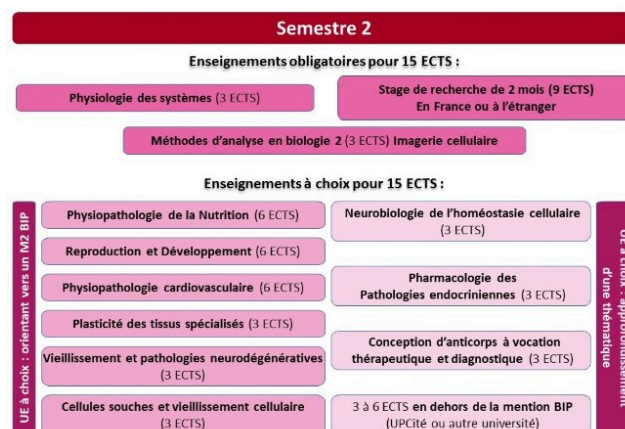 Semestre 2
Enseignements obligatoires pour 15 ECTS :
Physiologie des systèmes (3 ECTS)
Stage de recherche de 2 mois (9 ECTS)
En France ou à l'étranger
Méthodes d'analyse en biologie 2 (3 ECTS) Imagerie cellulaire
Enseignements à choix pour 15 ECTS :
UE à choix : orientant vers un M2 BIP
Physiopathologie de la Nutrition (6 ECTS)
Reproduction et Développement (6 ECTS)
Physiopathologie cardiovasculaire (6 ECTS)
Plasticité des tissus spécialisés (3 ECTS)
Vieillissement et pathologies neurodégénératives
(3 ECTS)
Cellules souches et vieillissement cellulaire
(3 ECTS)
Neurobiologie de l'homéostasie cellulaire
(3 ECTS)
Pharmacologie des
Pathologies endocriniennes (3 ECTS)
Conception d'anticorps à vocation
thérapeutique et diagnostique (3 ECTS)
3 à 6 ECTS en dehors de la mention BIP
(UPCité ou autre université)
UE à choix : approfondissement
d'une thématique